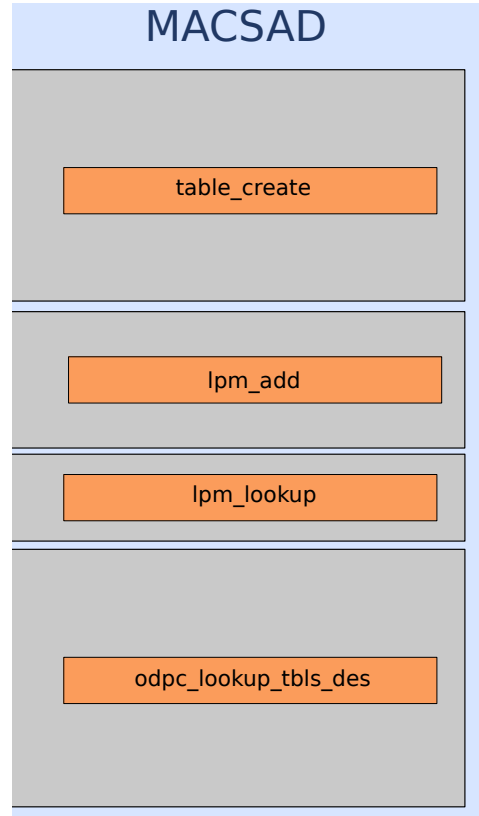 MACSAD
table_create
lpm_add
lpm_lookup
odpc_lookup_tbls_des